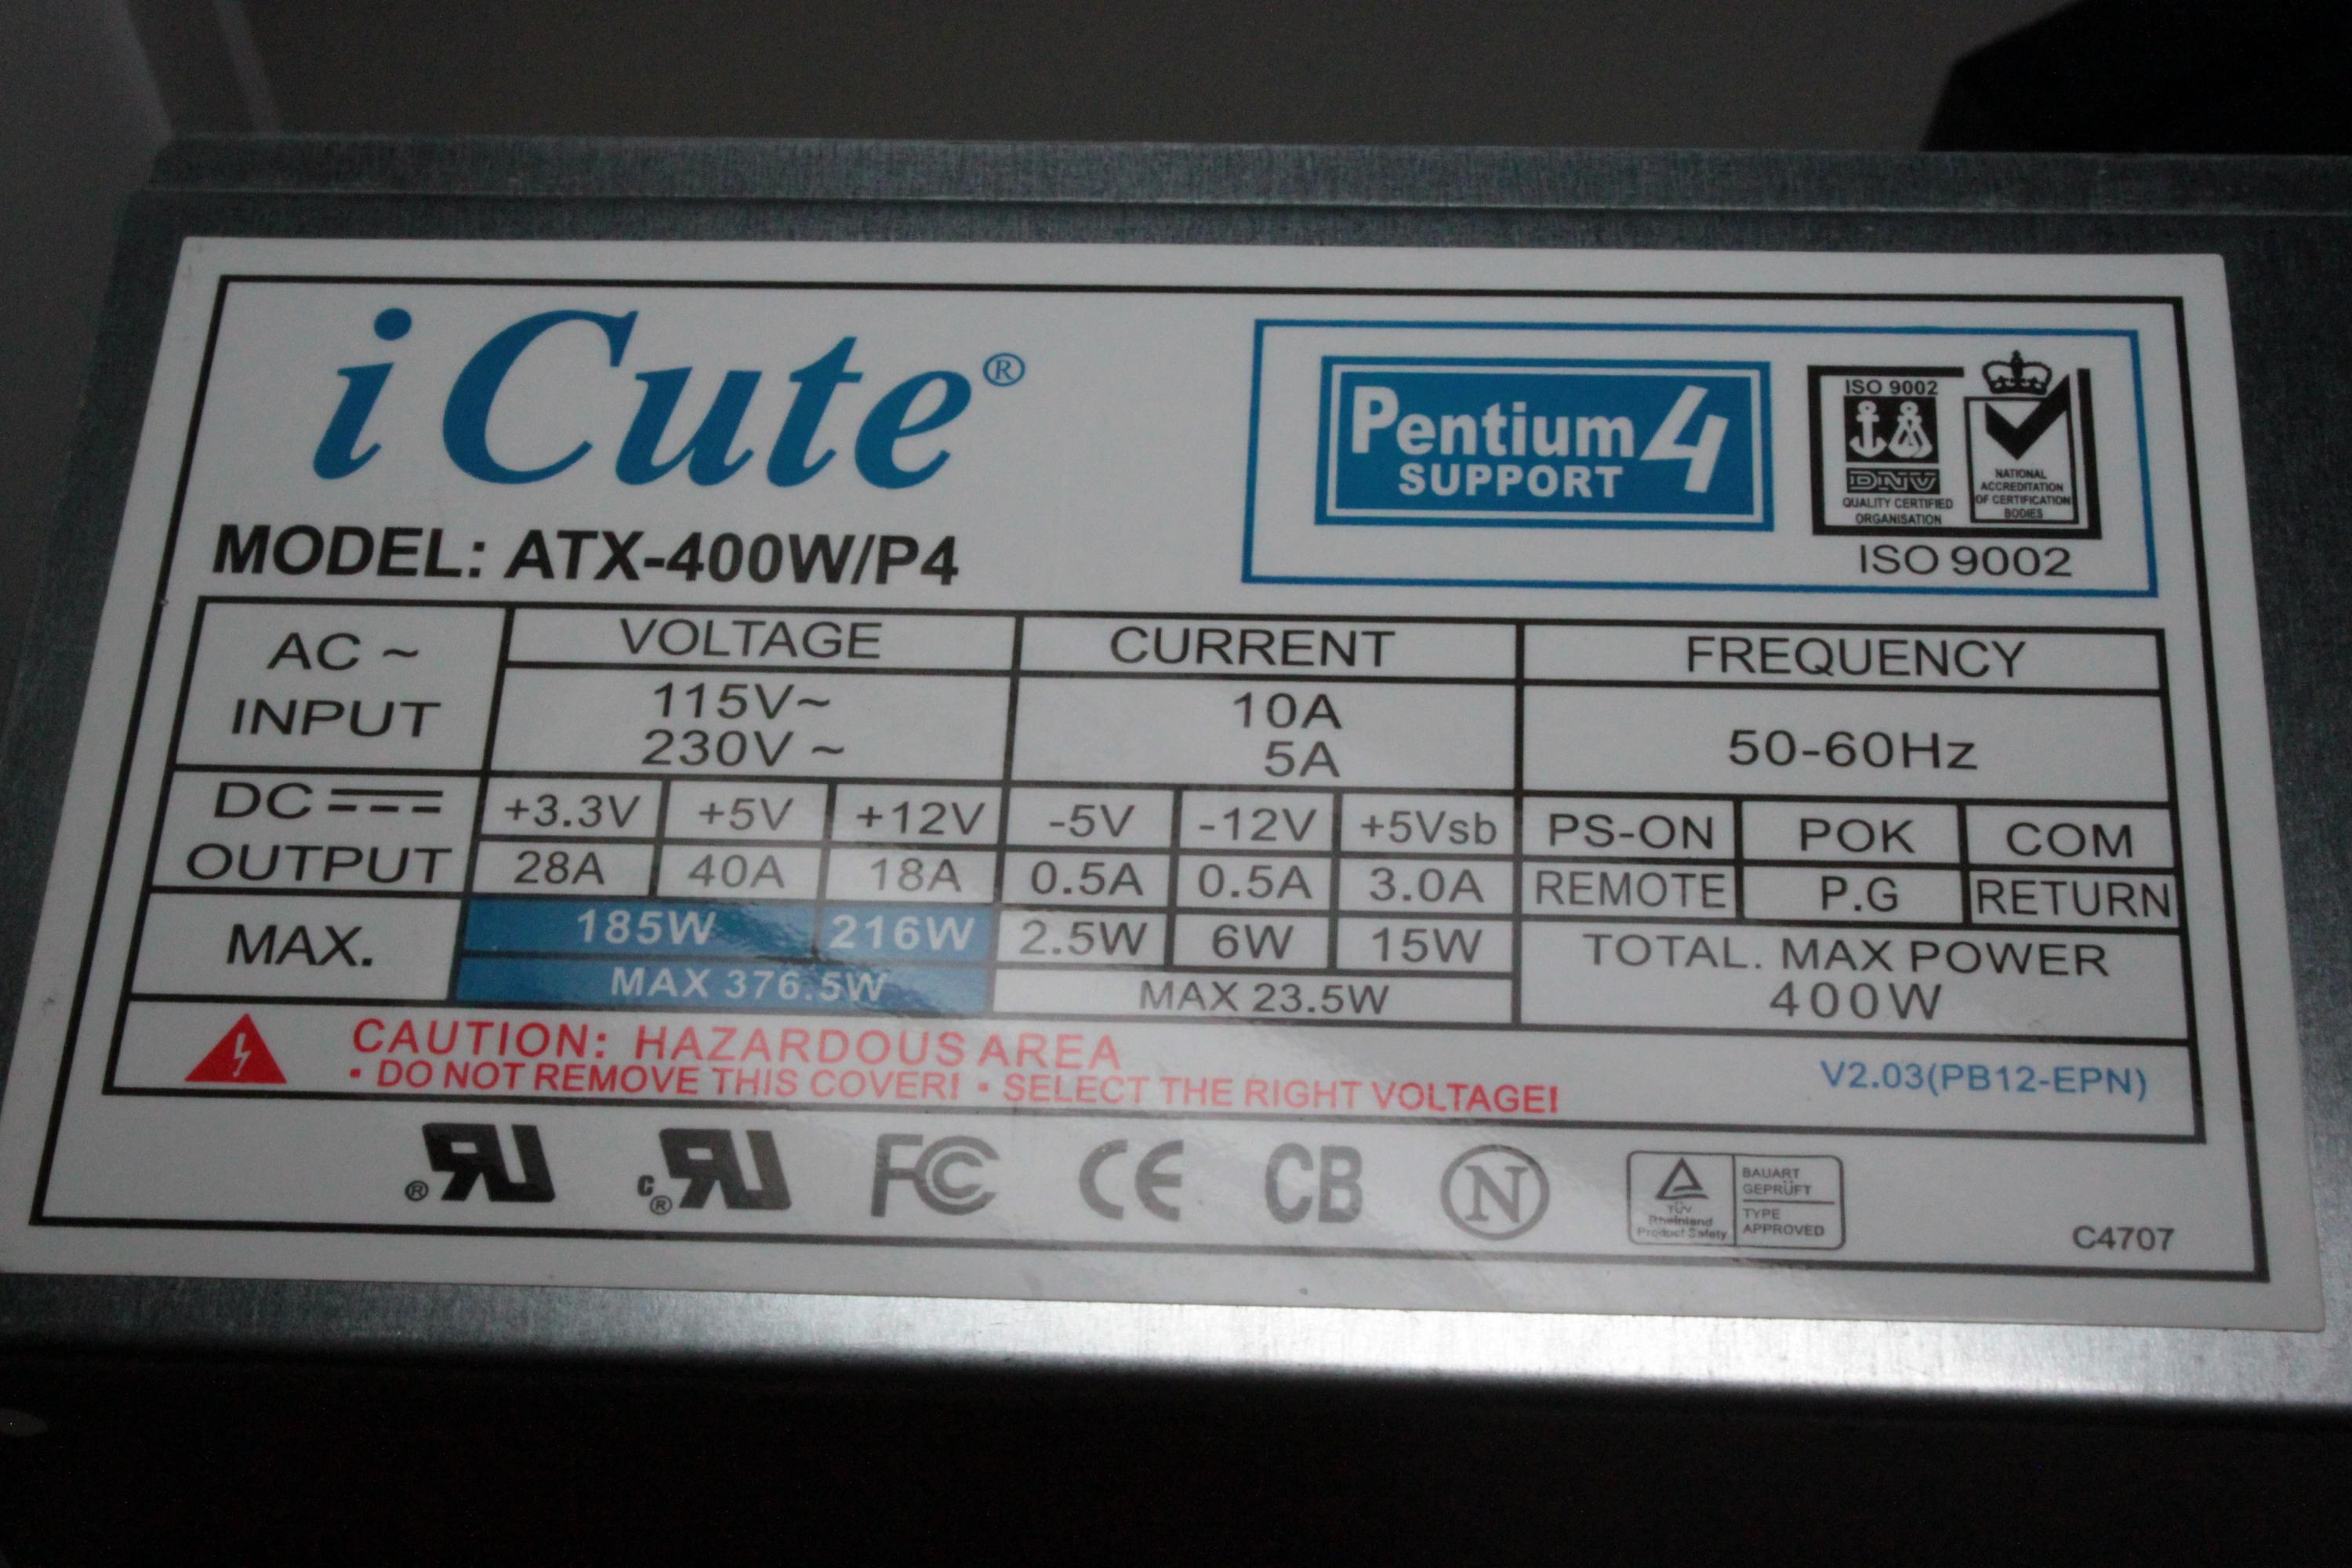 i Cute®
MODEL: ATX-400W/P4
Pentium 4
SUPPORT
ISO 9002
DNV
QUALITY CERTIFIED
ORGANISATION
NATIONAL
ACCREDITATION
OF CERTIFICATION
BODIES
ISO 9002
AC ~
INPUT
VOLTAGE CURRENT FREQUENCY
115V~ 10A
230V ~ 5A
50-60Hz
DC
OUTPUT
+3.3V +5V +12V -5V -12V +5Vsb PS-ON POK COM
28A 40A 18A 0.5A 0.5A 3.0A REMOTE P.G RETURN
MAX.
185W 216W 2.5W 6W 15W
MAX 376.5W MAX 23.5W
TOTAL. MAX POWER
400W
CAUTION: HAZARDOUS AREA
• DO NOT REMOVE THIS COVER! • SELECT THE RIGHT VOLTAGE!
V2.03(PB12-EPN)
® RU c® RU FC CE CB N
TÜV
Rheinland
Product Safety
BAUART
GEPRÜFT
TYPE
APPROVED
C4707